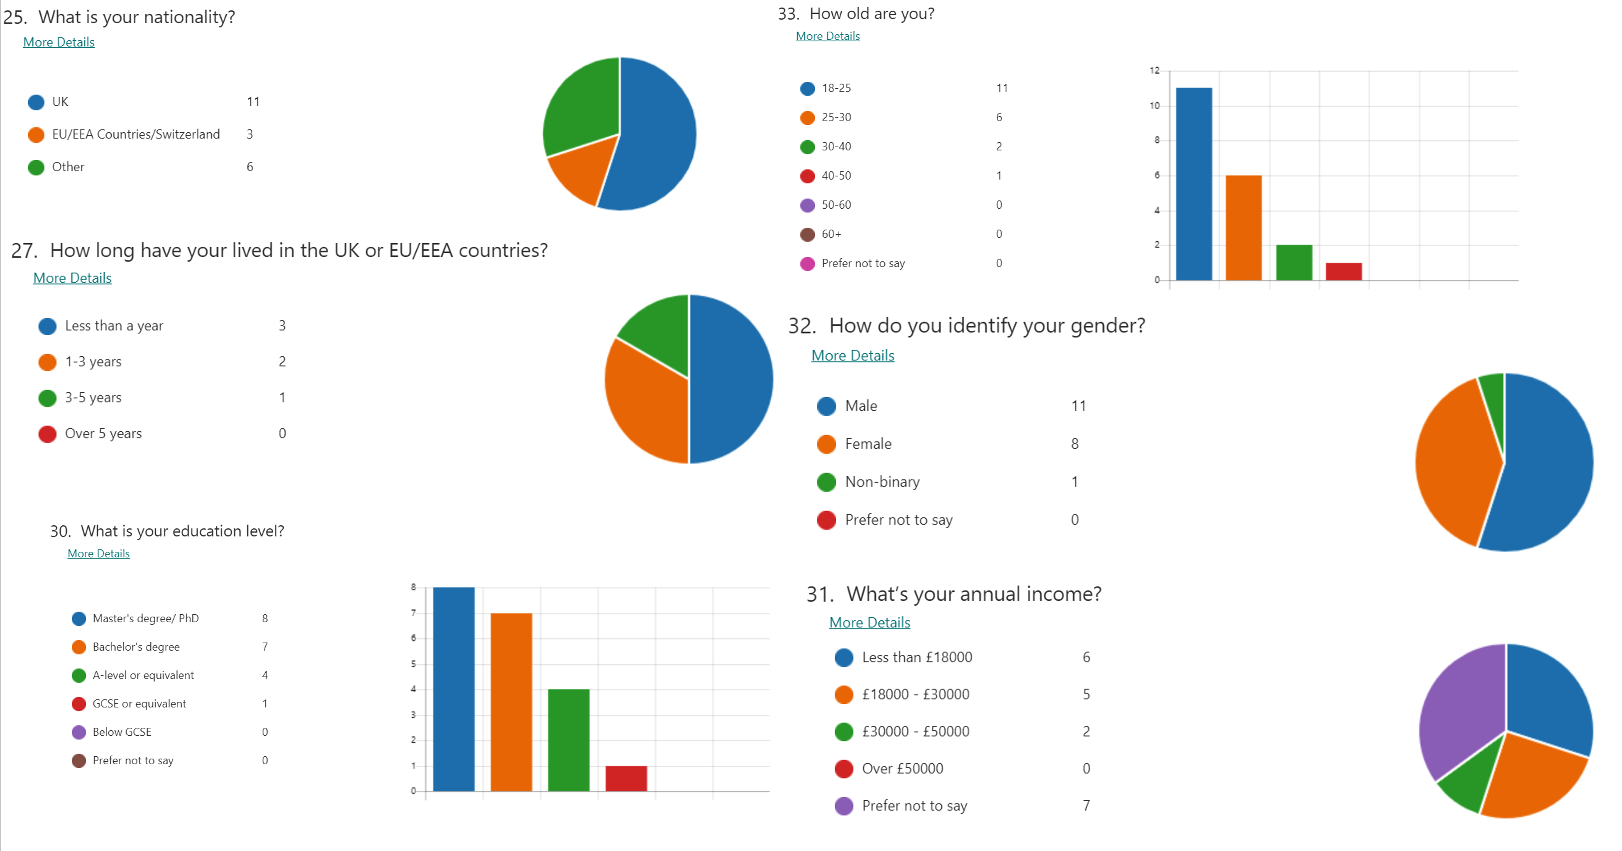 25. What is your nationality?
More Details
UK 11
EU/EEA Countries/Switzerland 3
Other 6
27. How long have your lived in the UK or EU/EEA countries?
More Details
Less than a year 3
1-3 years 2
3-5 years 1
Over 5 years 0
30. What is your education level?
More Details
Master's degree/ PhD 8
Bachelor's degree 7
A-level or equivalent 4
GCSE or equivalent 1
Below GCSE 0
Prefer not to say 0
8
7
6
5
4
3
2
1
0
33. How old are you?
More Details
18-25 11
25-30 6
30-40 2
40-50 1
50-60 0
60+ 0
Prefer not to say 0
12
10
8
6
4
2
0
32. How do you identify your gender?
More Details
Male 11
Female 8
Non-binary 1
Prefer not to say 0
31. What's your annual income?
More Details
Less than £18000 6
£18000 - £30000 5
£30000 - £50000 2
Over £50000 0
Prefer not to say 7